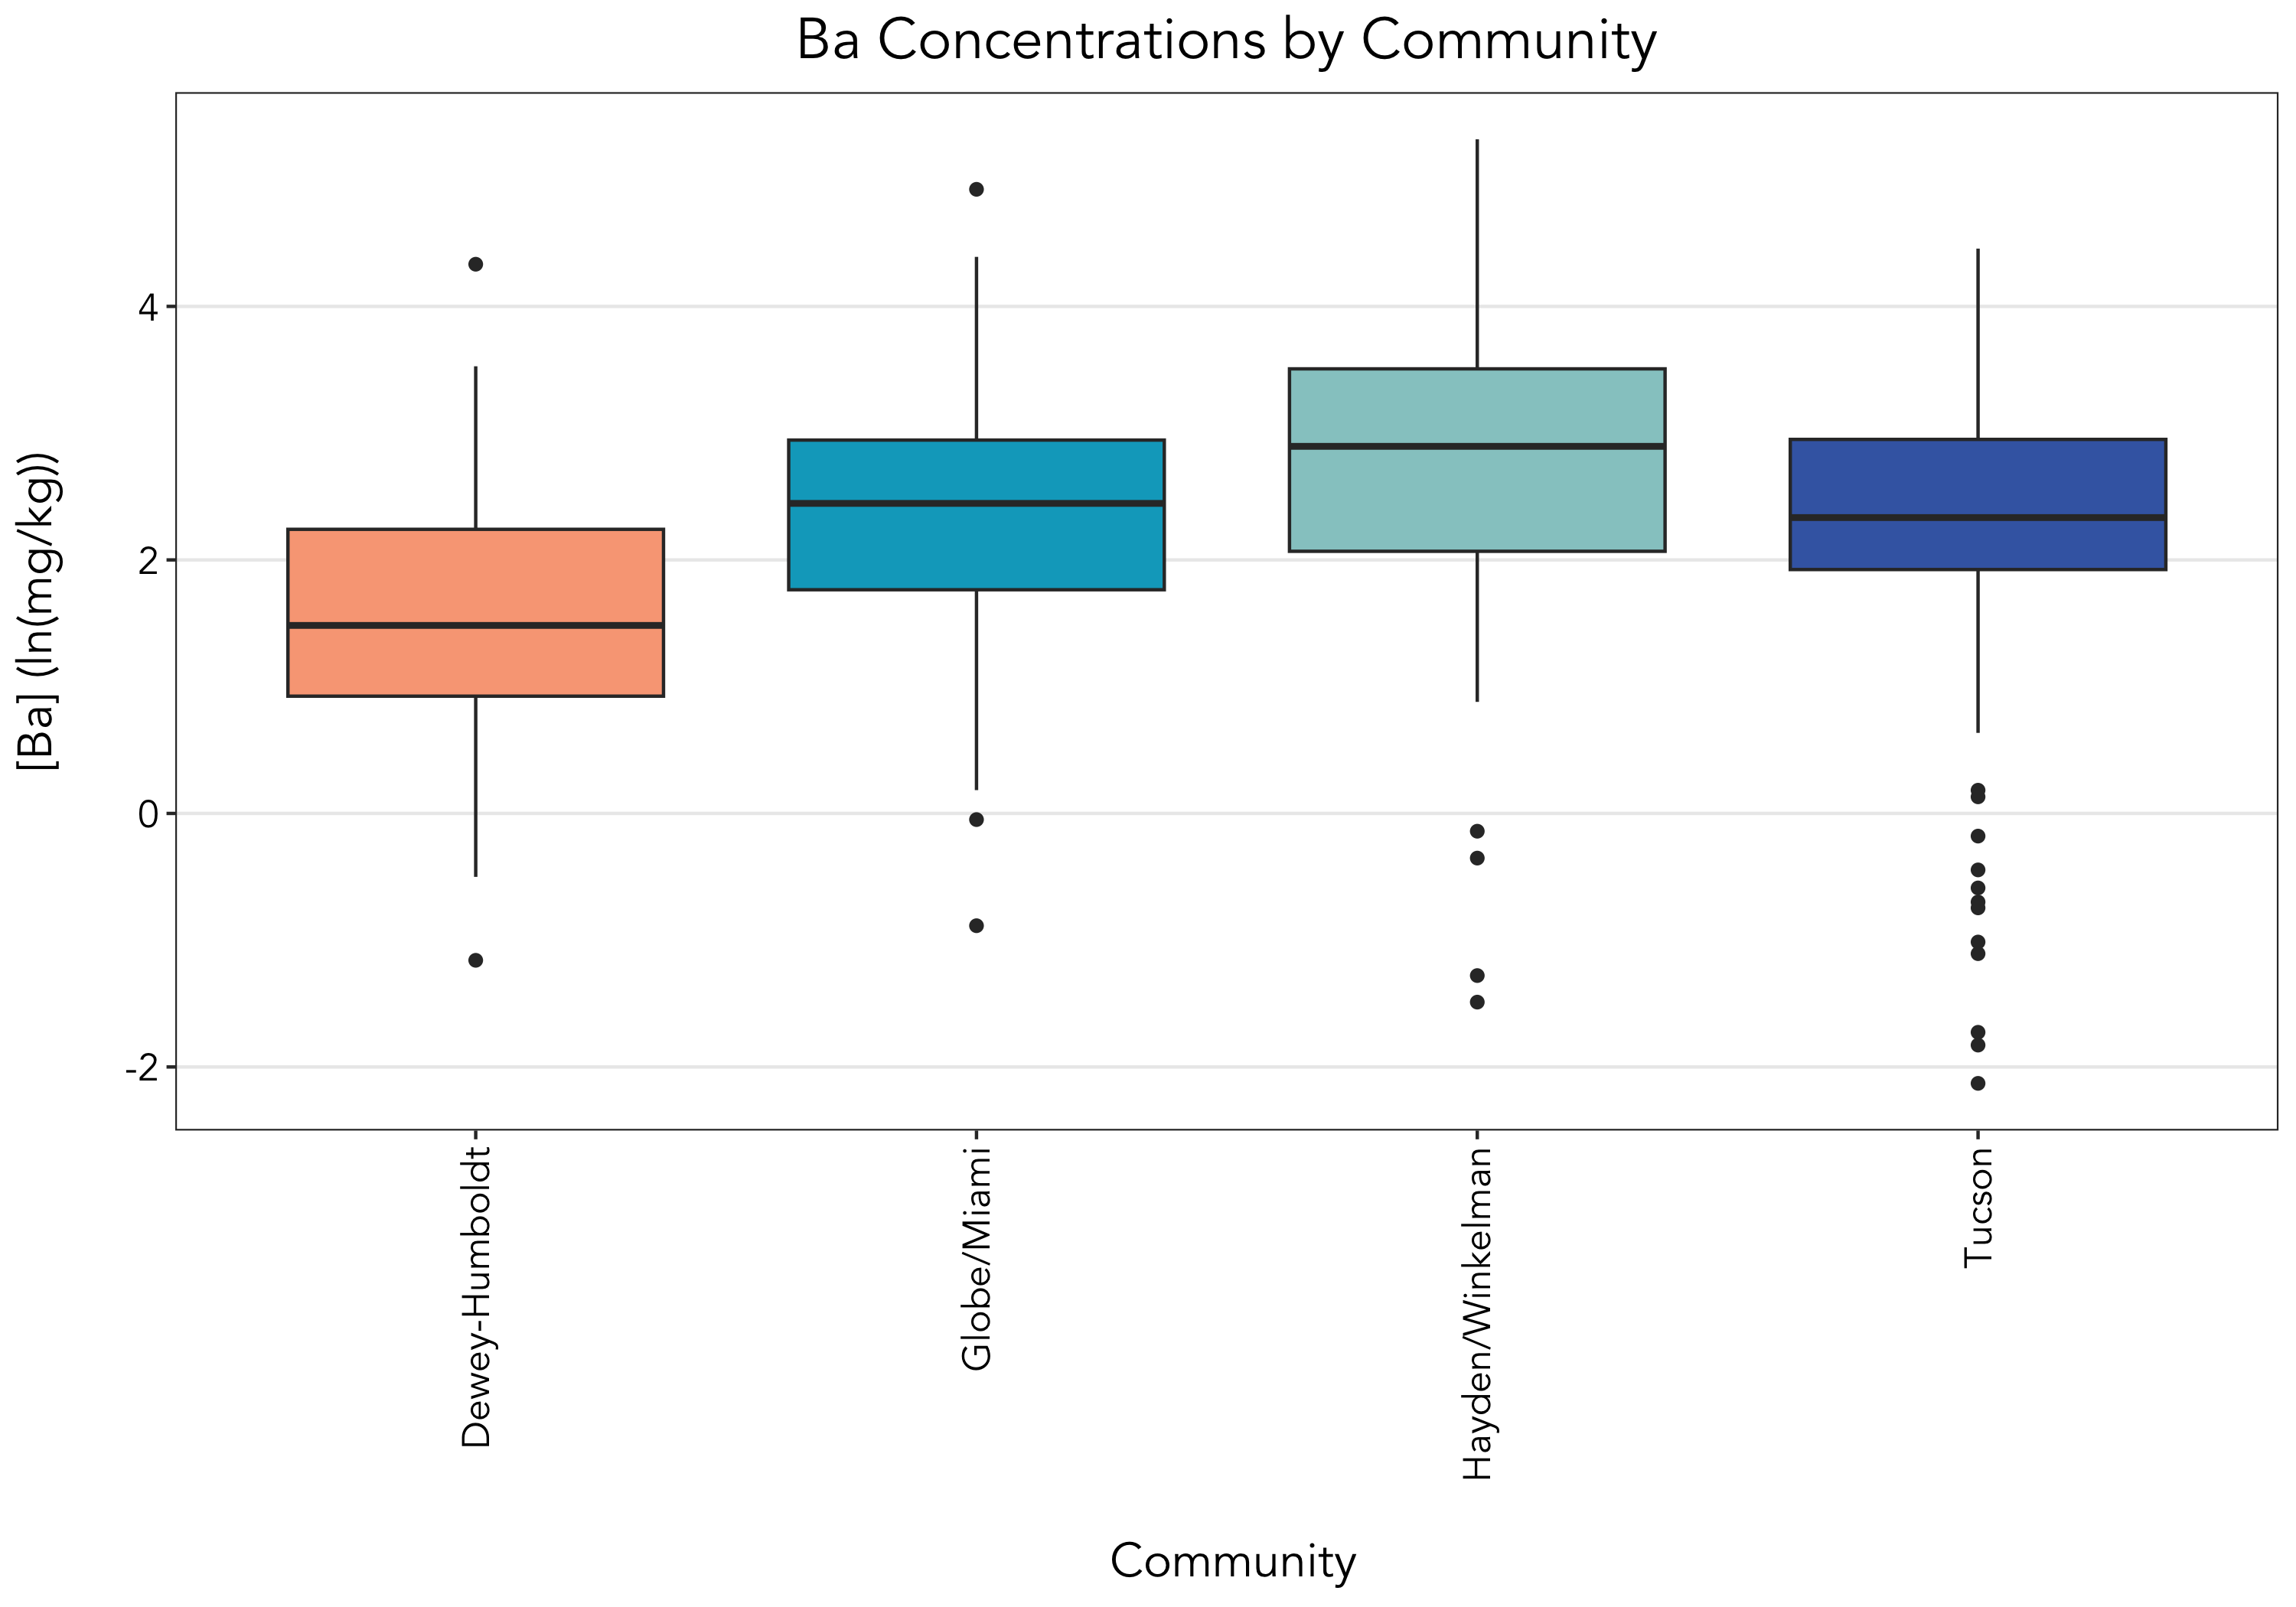 Ba Concentrations by Community
[Ba] (ln(mg/kg))
4
2
0
-2
Dewey-Humboldt
Globe/Miami
Hayden/Winkelman
Tucson
Community